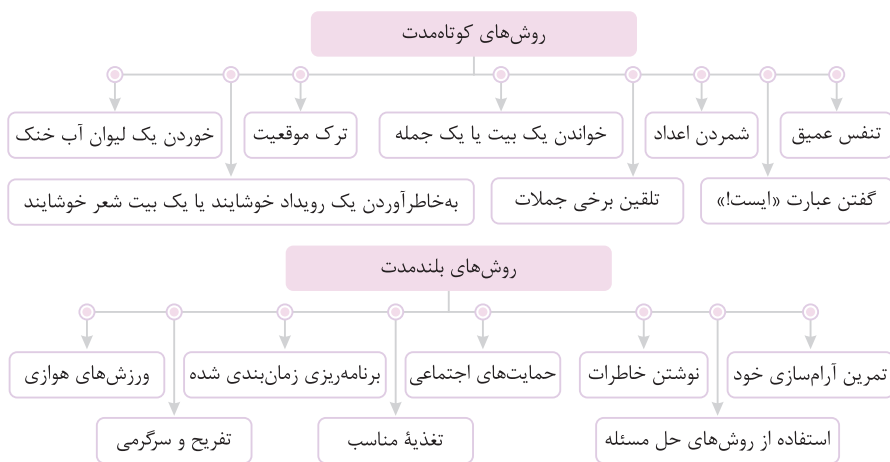 روش‌های کوتاه‌مدت
تنفس عمیق
شمردن اعداد
خواندن یک بیت یا یک جمله
ترک موقعیت
خوردن یک لیوان آب خنک
گفتن عبارت «ایست!»
تلقین برخی جملات
به‌خاطرآوردن یک رویداد خوشایند یا یک بیت شعر خوشایند
روش‌های بلندمدت
تمرین آرام‌سازی خود
نوشتن خاطرات
حمایت‌های اجتماعی
برنامه‌ریزی زمان‌بندی شده
ورزش‌های هوازی
استفاده از روش‌های حل مسئله
تغذیهٔ مناسب
تفریح و سرگرمی